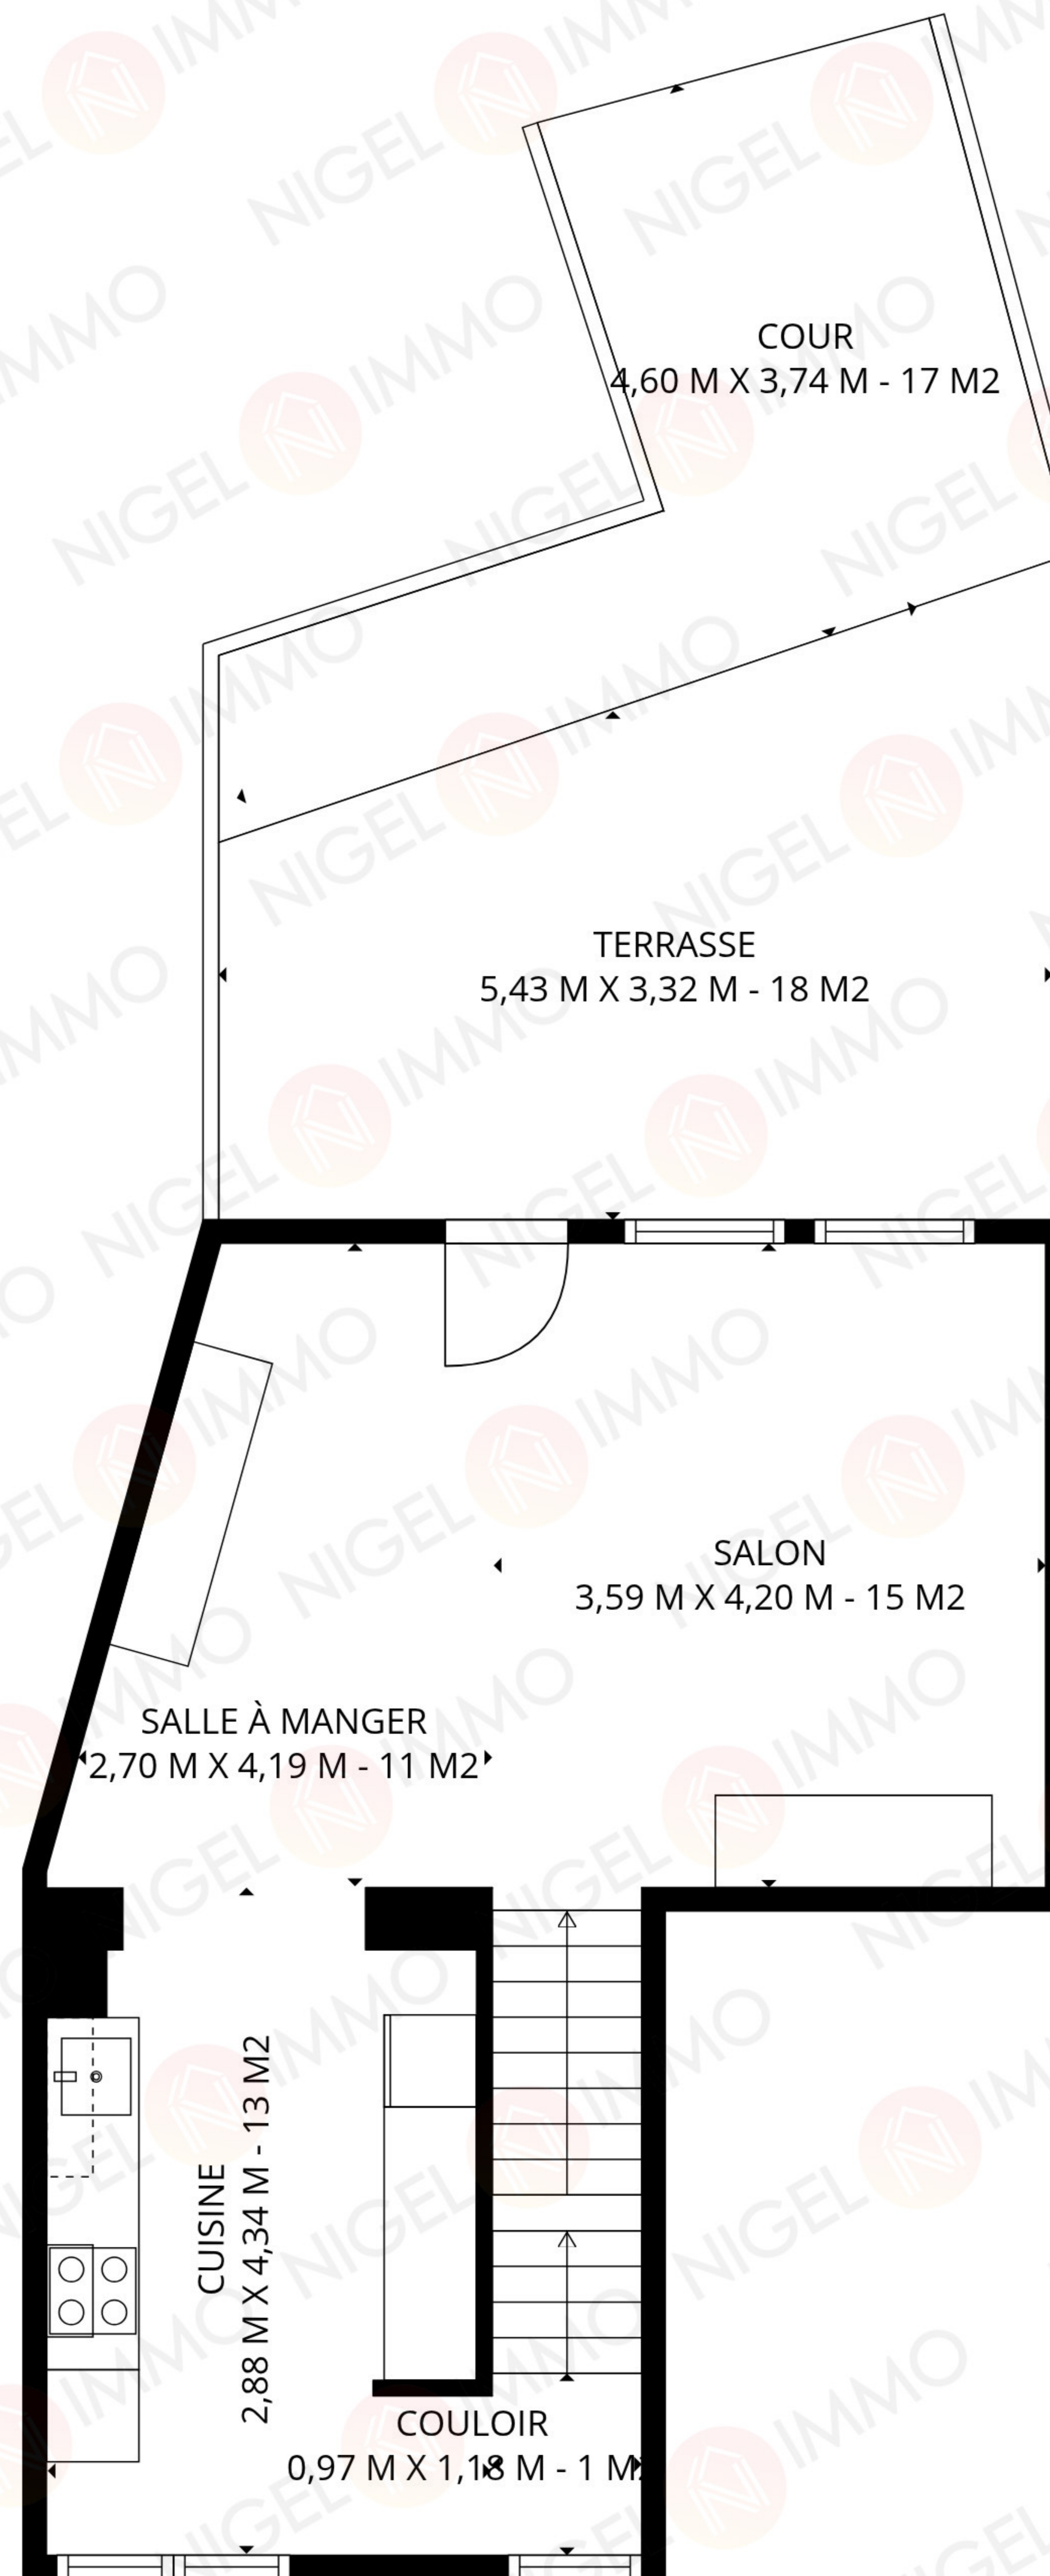 COUR
4,60 M X 3,74 M - 17 M2
TERRASSE
5,43 M X 3,32 M - 18 M2
SALON
3,59 M X 4,20 M - 15 M2
SALLE À MANGER
2,70 M X 4,19 M - 11 M2
CUISINE
2,88 M X 4,34 M - 13 M2
COULOIR
0,97 M X 1,18 M - 1 M2
NIGEL IMMO